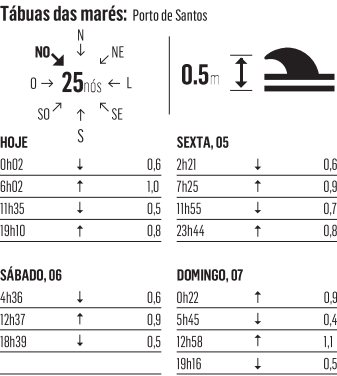 Tábuas das marés: Porto de Santos
N
NO ↘ ↓ ↙ NE
O → 25nós ← L
SO ↗ ↑ ↖ SE
S
0.5m
HOJE
0h02 ↓ 0,6
6h02 ↑ 1,0
11h35 ↓ 0,5
19h10 ↑ 0,8
SEXTA, 05
2h21 ↓ 0,6
7h25 ↑ 0,9
11h55 ↓ 0,7
23h44 ↑ 0,8
SÁBADO, 06
4h36 ↓ 0,6
12h37 ↑ 0,9
18h39 ↓ 0,5
DOMINGO, 07
0h22 ↑ 0,9
5h45 ↓ 0,4
12h58 ↑ 1,1
19h16 ↓ 0,5